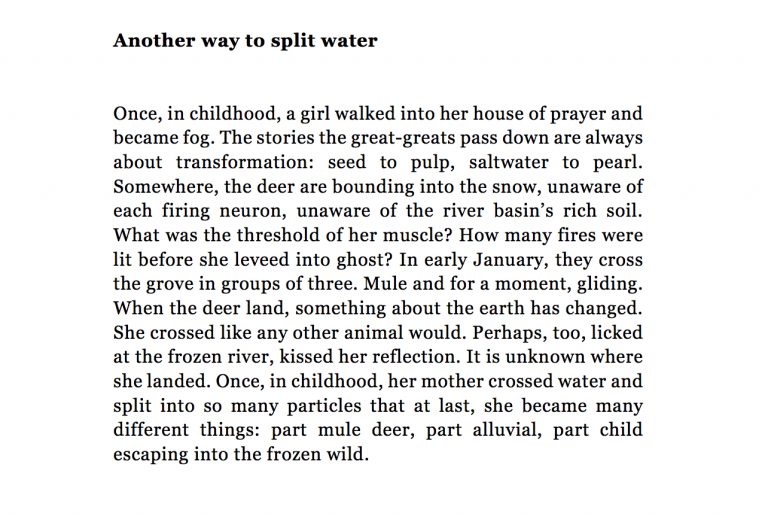 Another way to split water
Once, in childhood, a girl walked into her house of prayer and
became fog. The stories the great-greats pass down are always
about transformation: seed to pulp, saltwater to pearl.
Somewhere, the deer are bounding into the snow, unaware of
each firing neuron, unaware of the river basin’s rich soil.
What was the threshold of her muscle? How many fires were
lit before she leveed into ghost? In early January, they cross
the grove in groups of three. Mule and for a moment, gliding.
When the deer land, something about the earth has changed.
She crossed like any other animal would. Perhaps, too, licked
at the frozen river, kissed her reflection. It is unknown where
she landed. Once, in childhood, her mother crossed water and
split into so many particles that at last, she became many
different things: part mule deer, part alluvial, part child
escaping into the frozen wild.